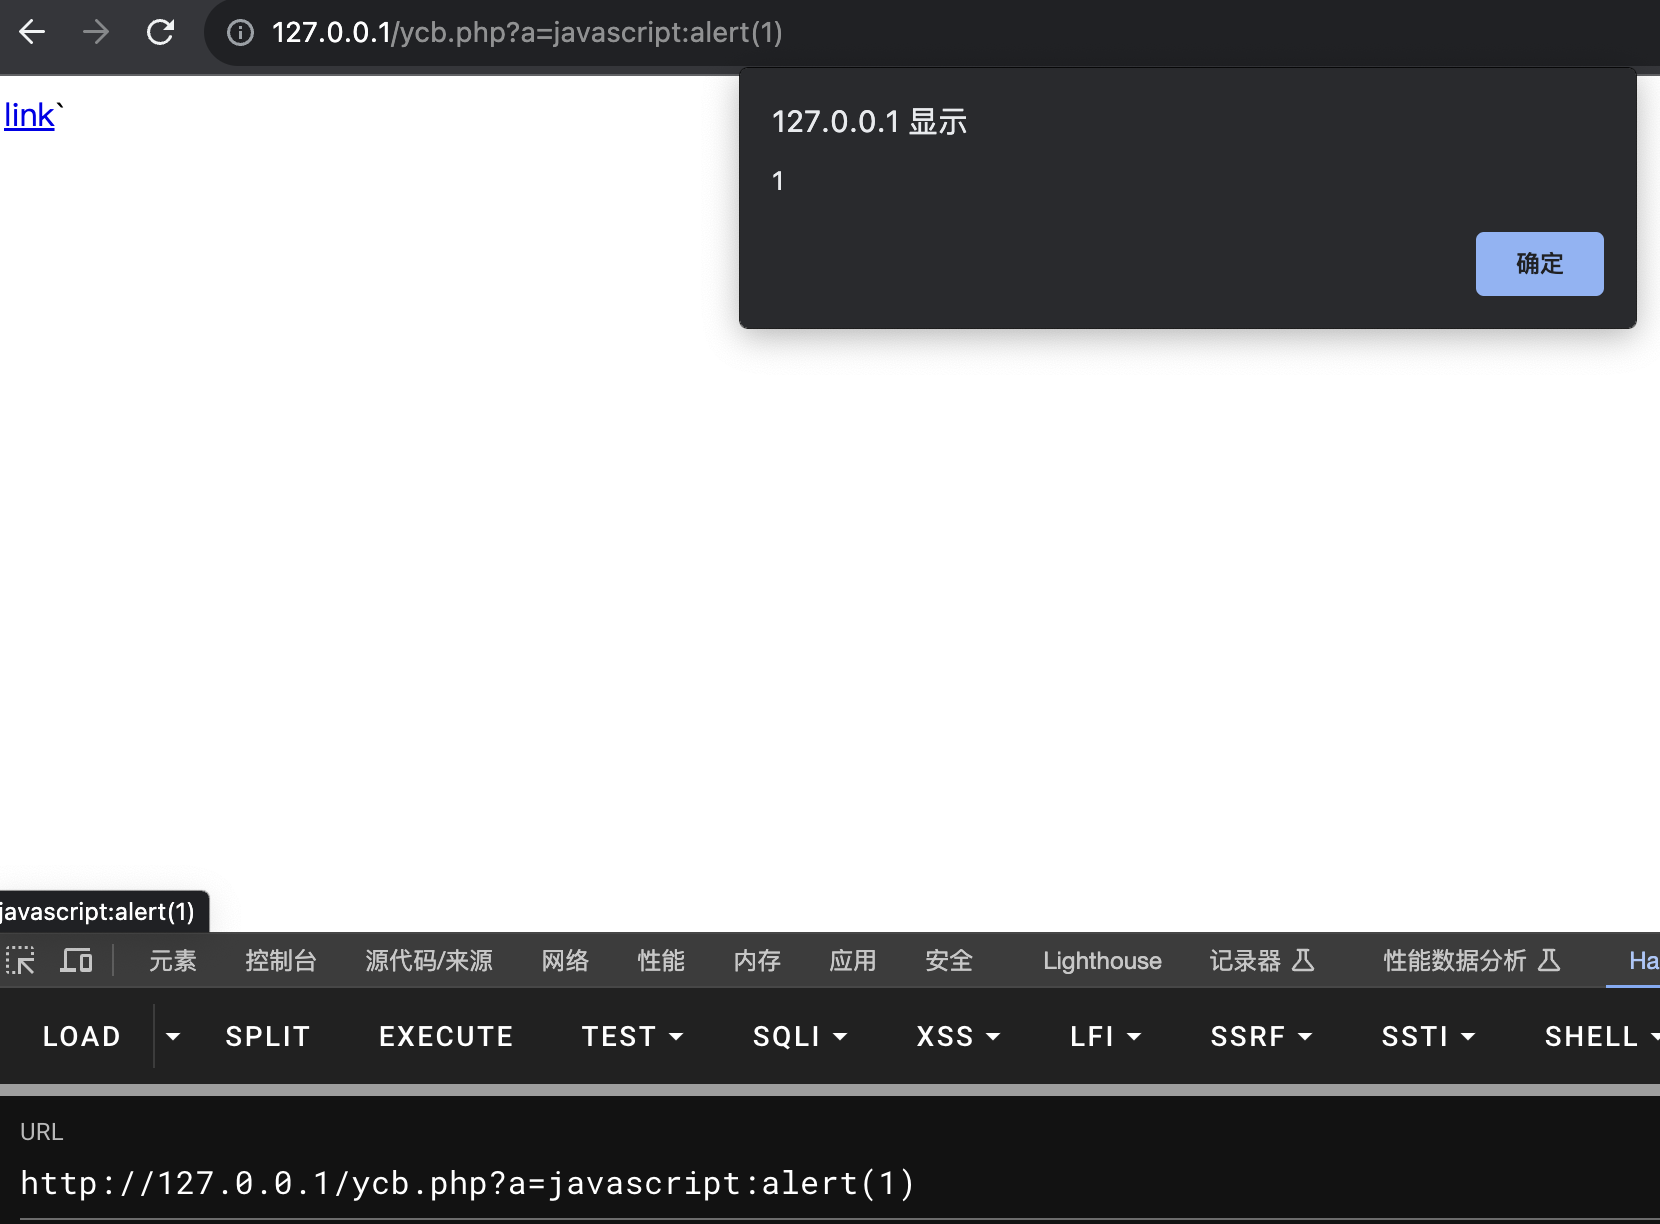 127.0.0.1/ycb.php?a=javascript:alert(1)
link`
127.0.0.1 显示
1
确定
javascript:alert(1)
元素 控制台 源代码/来源 网络 性能 内存 应用 安全 Lighthouse 记录器 性能数据分析 Ha
LOAD SPLIT EXECUTE TEST SQLI XSS LFI SSRF SSTI SHELL
URL
http://127.0.0.1/ycb.php?a=javascript:alert(1)